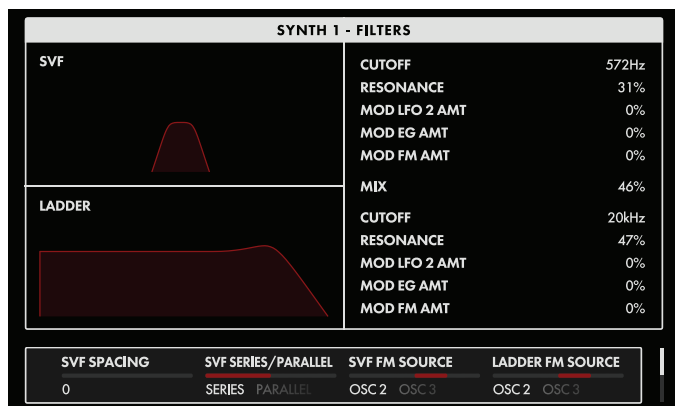 SYNTH 1 - FILTERS
SVF
CUTOFF 572Hz
RESONANCE 31%
MOD LFO 2 AMT 0%
MOD EG AMT 0%
MOD FM AMT 0%
MIX 46%
LADDER
CUTOFF 20kHz
RESONANCE 47%
MOD LFO 2 AMT 0%
MOD EG AMT 0%
MOD FM AMT 0%
SVF SPACING SVF SERIES/PARALLEL SVF FM SOURCE LADDER FM SOURCE
0 SERIES PARALLEL OSC 2 OSC 3 OSC 2 OSC 3